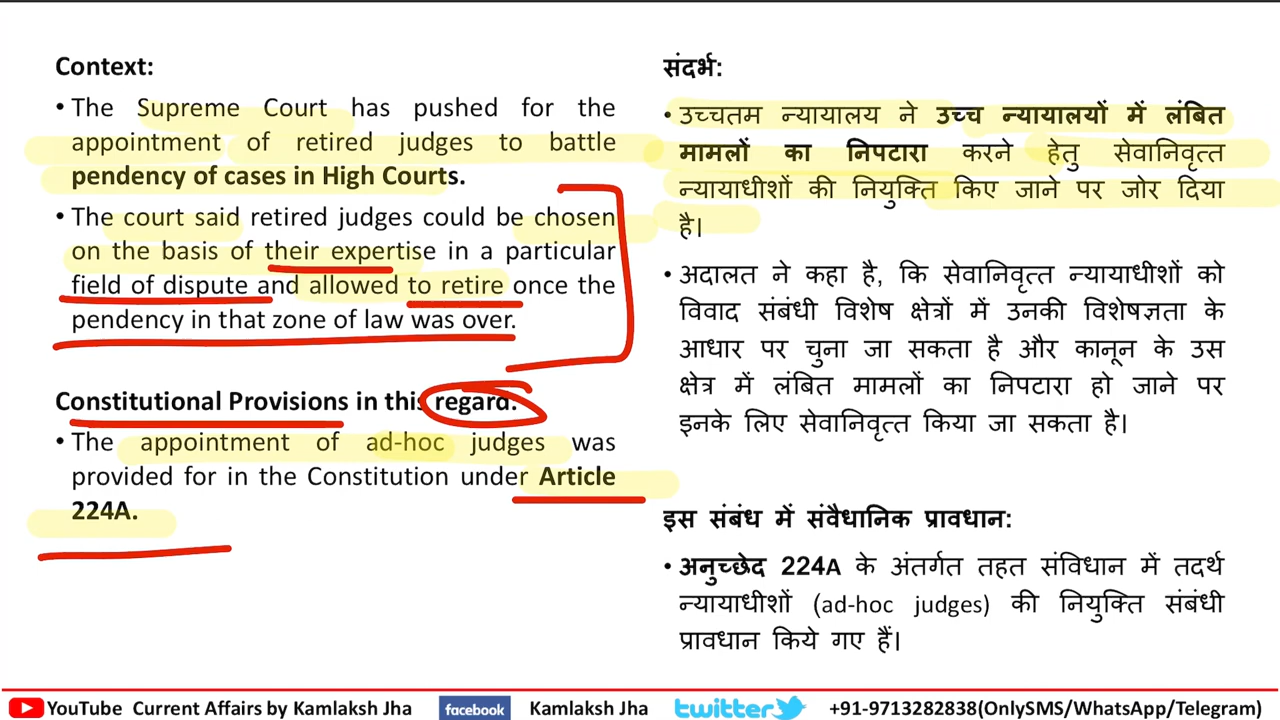 Context:
• The Supreme Court has pushed for the
appointment of retired judges to battle
pendency of cases in High Courts.
• The court said retired judges could be chosen
on the basis of their expertise in a particular
field of dispute and allowed to retire once the
pendency in that zone of law was over.
Constitutional Provisions in this regard:
• The appointment of ad-hoc judges was
provided for in the Constitution under Article
224A.
संदर्भ:
• उच्चतम न्यायालय ने उच्च न्यायालयों में लंबित
मामलों का निपटारा करने हेतु सेवानिवृत्त
न्यायाधीशों की नियुक्ति किए जाने पर जोर दिया
है।
• अदालत ने कहा है, कि सेवानिवृत्त न्यायाधीशों को
विवाद संबंधी विशेष क्षेत्रों में उनकी विशेषज्ञता के
आधार पर चुना जा सकता है और कानून के उस
क्षेत्र में लंबित मामलों का निपटारा हो जाने पर
इनके लिए सेवानिवृत्त किया जा सकता है।
इस संबंध में संवैधानिक प्रावधान:
• अनुच्छेद 224A के अंतर्गत तहत संविधान में तदर्थ
न्यायाधीशों (ad-hoc judges) की नियुक्ति संबंधी
प्रावधान किये गए हैं।
YouTube Current Affairs by Kamlaksh Jha facebook Kamlaksh Jha twitter +91-9713282838(OnlySMS/WhatsApp/Telegram)